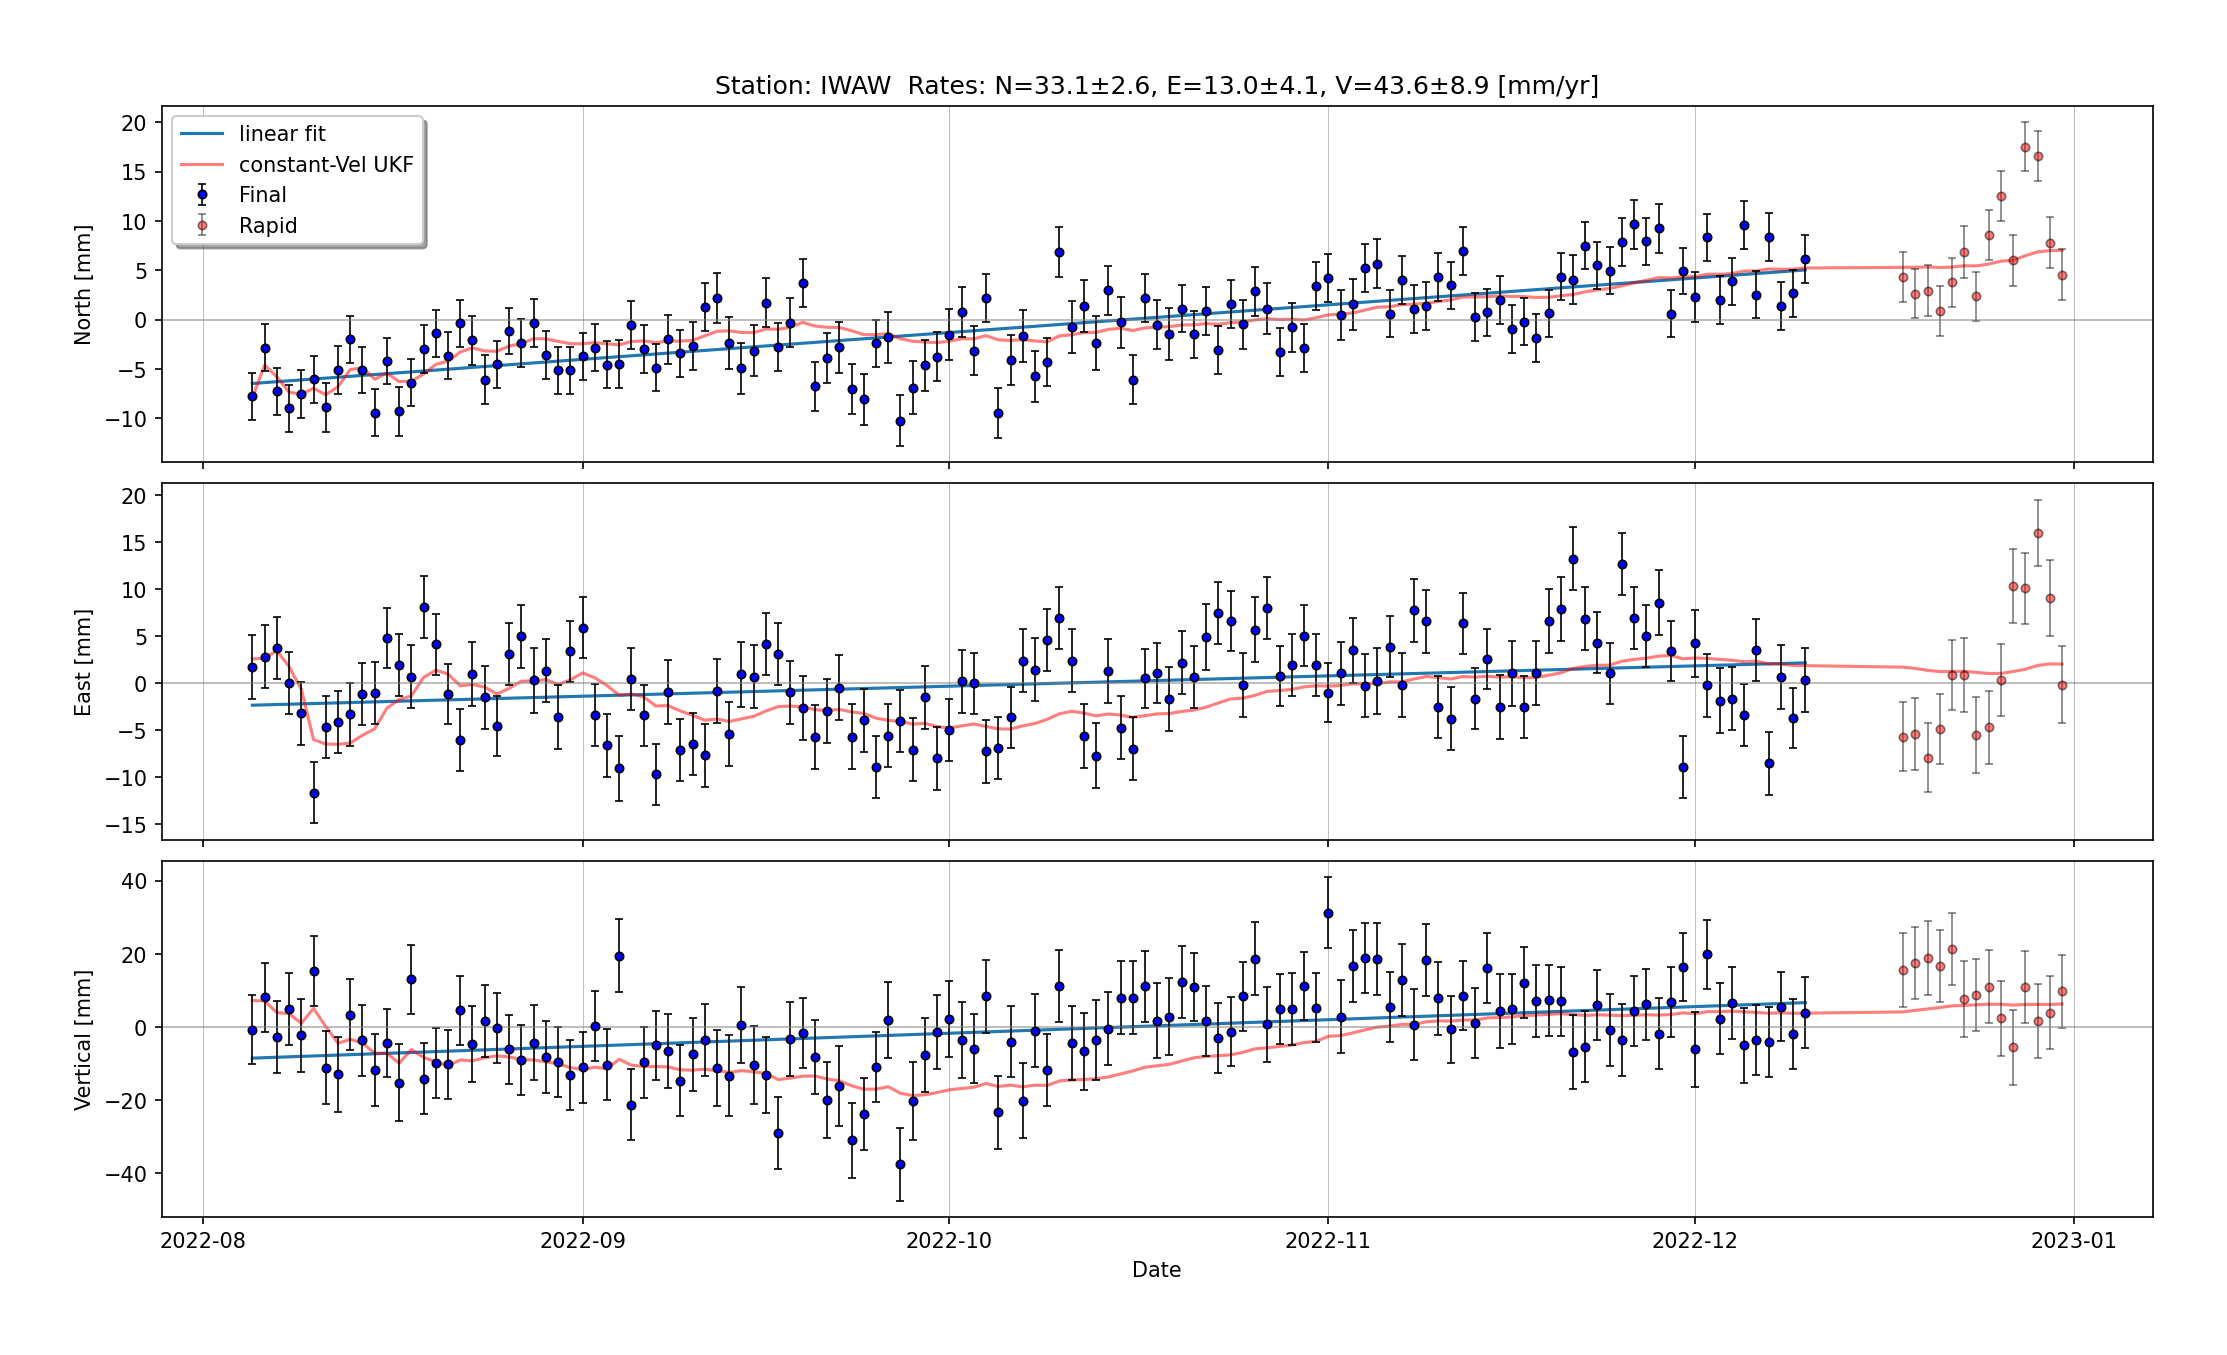 Station: IWAW  Rates: N=33.1±2.6, E=13.0±4.1, V=43.6±8.9 [mm/yr]
linear fit
constant-Vel UKF
Final
Rapid
North [mm]
20
15
10
5
0
−5
−10
East [mm]
20
15
10
5
0
−5
−10
−15
Vertical [mm]
40
20
0
−20
−40
2022-08 2022-09 2022-10 2022-11 2022-12 2023-01
Date